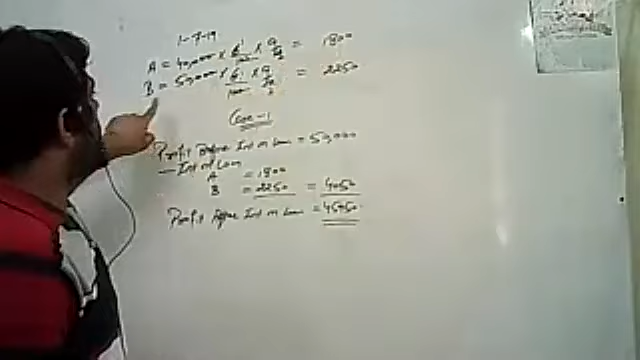 1-7-19
A = 40,000 × 6/100 × 9/12 = 1800
B = 50,000 × 6/100 × 9/12 = 2250
Case-1
Profit Before Int on Loan = 50,000
- Int on Loan
A = 1800
B = 2250 = 4050
Profit After Int on Loan = 45950